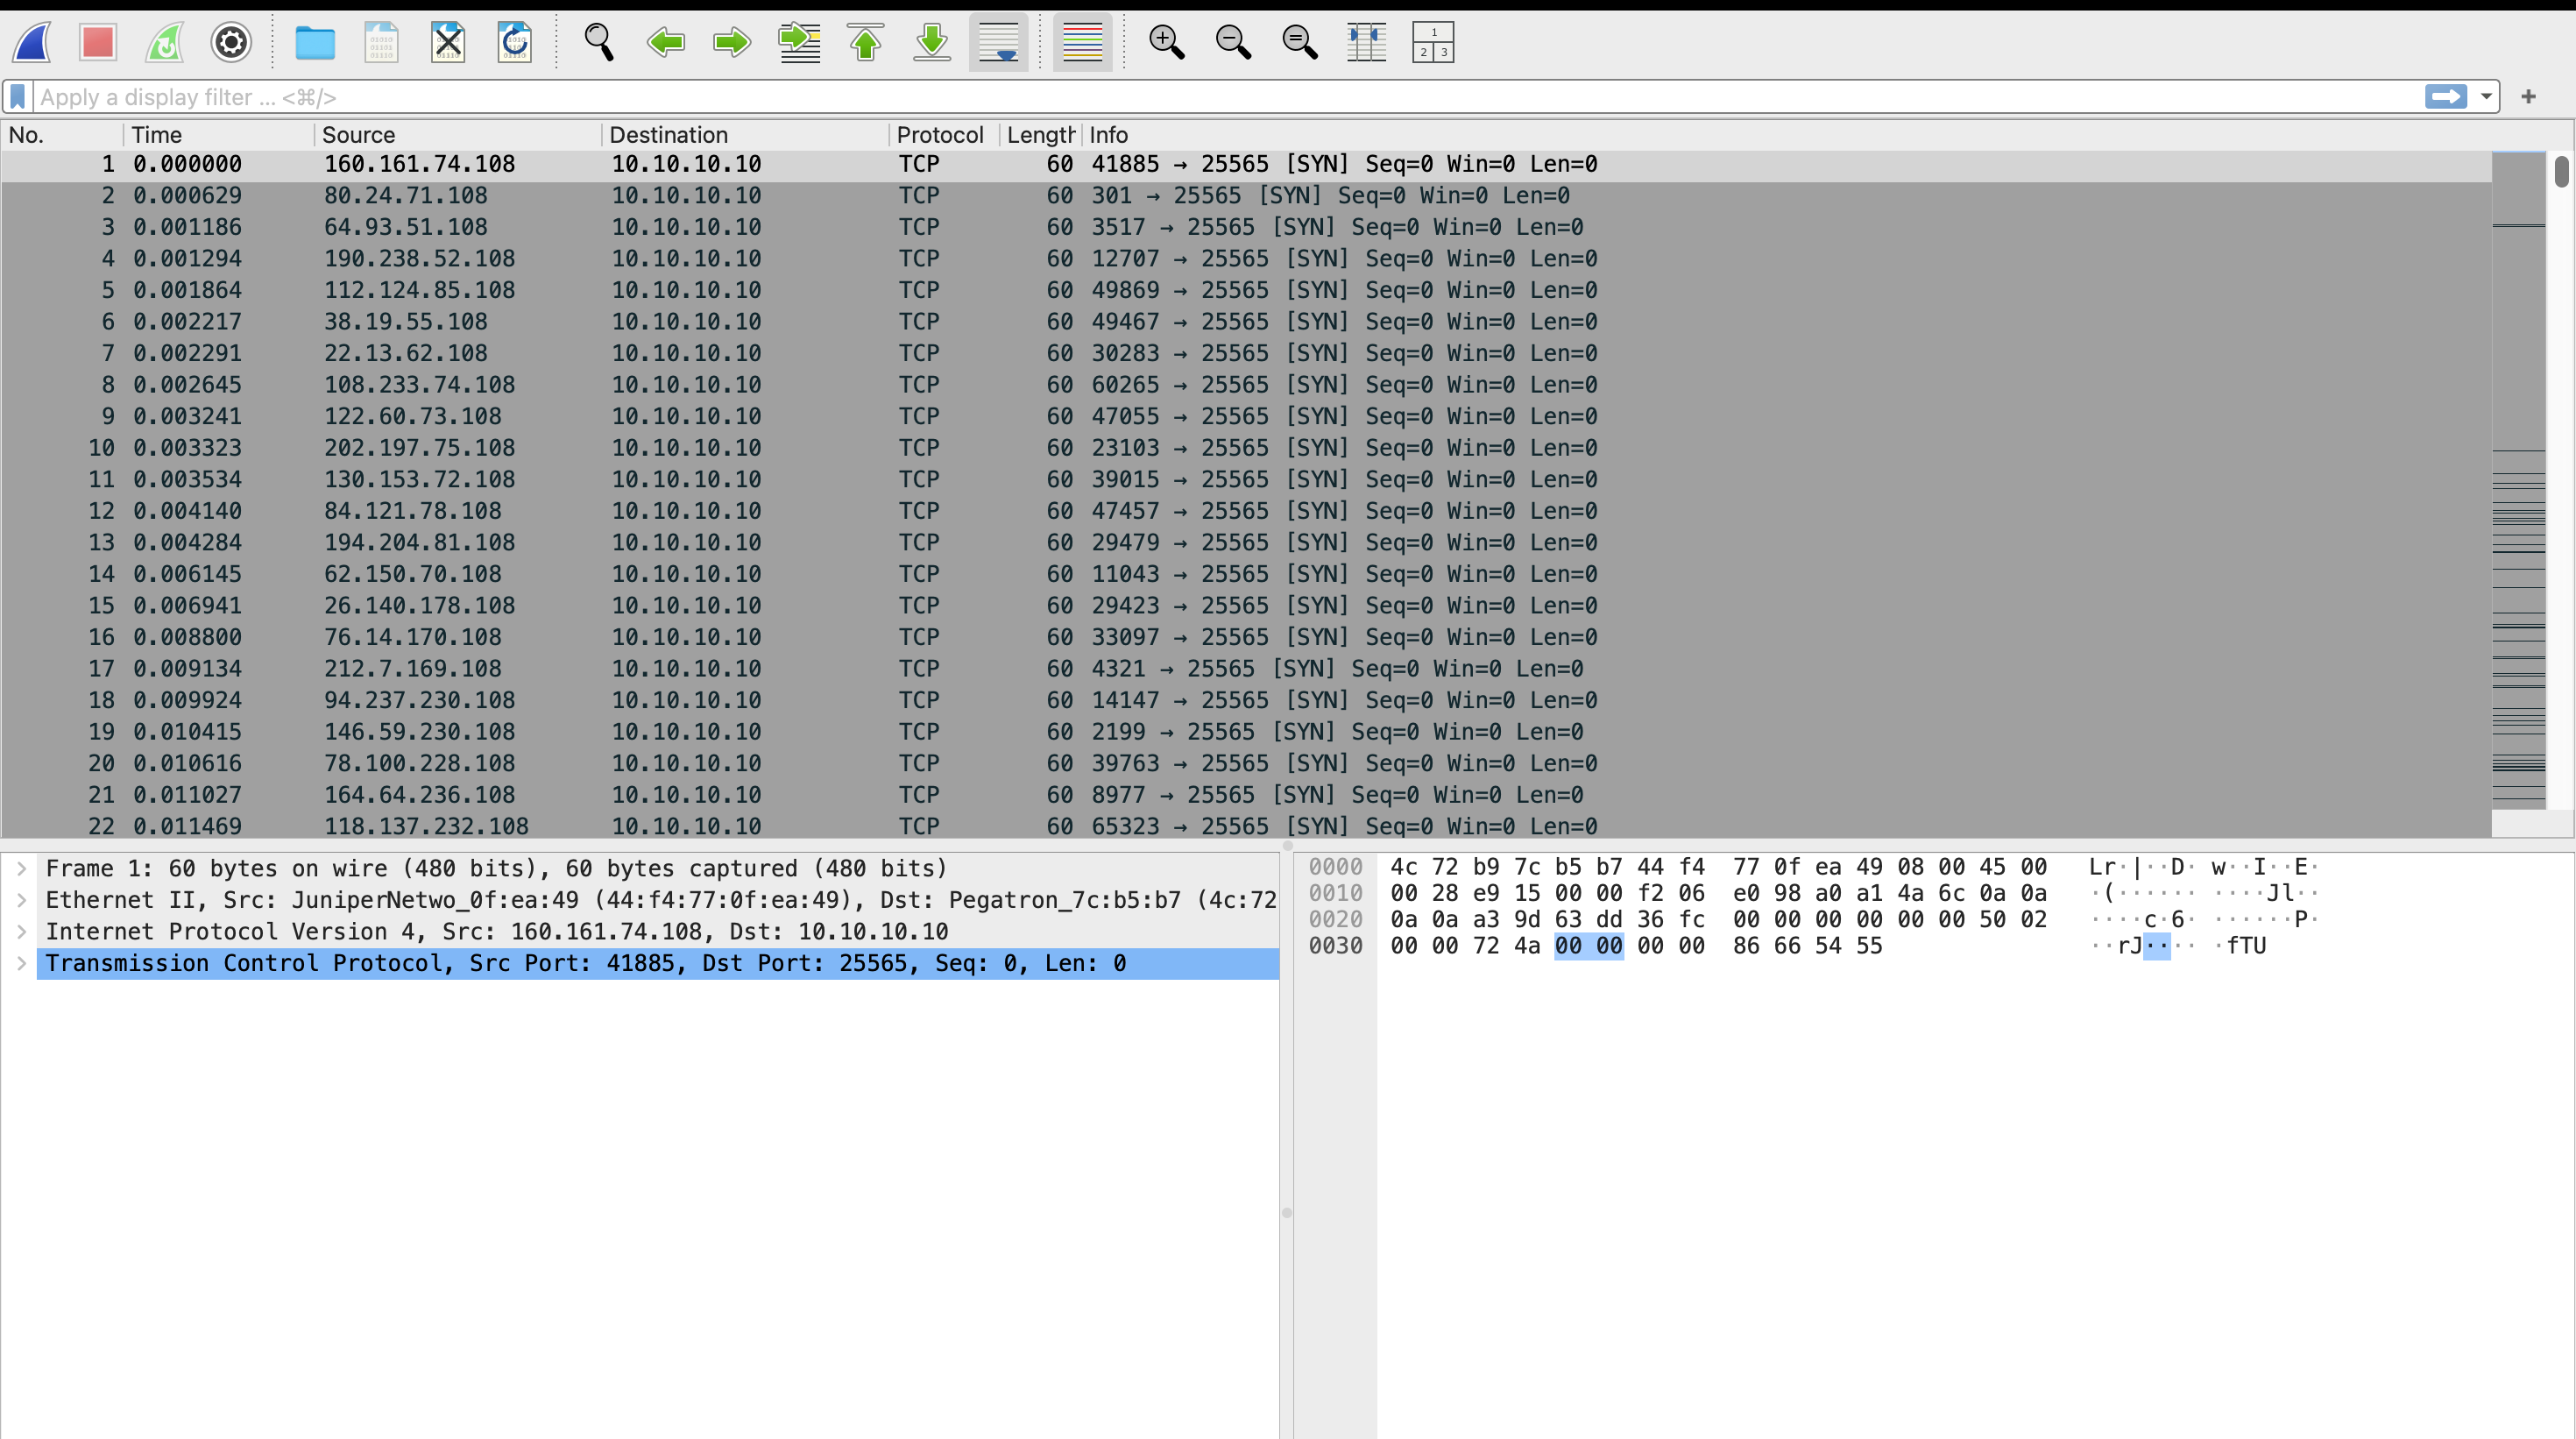 1
2 3
Apply a display filter ... <⌘/>
No. Time Source Destination Protocol Length Info
1 0.000000 160.161.74.108 10.10.10.10 TCP 60 41885 → 25565 [SYN] Seq=0 Win=0 Len=0
2 0.000629 80.24.71.108 10.10.10.10 TCP 60 301 → 25565 [SYN] Seq=0 Win=0 Len=0
3 0.001186 64.93.51.108 10.10.10.10 TCP 60 3517 → 25565 [SYN] Seq=0 Win=0 Len=0
4 0.001294 190.238.52.108 10.10.10.10 TCP 60 12707 → 25565 [SYN] Seq=0 Win=0 Len=0
5 0.001864 112.124.85.108 10.10.10.10 TCP 60 49869 → 25565 [SYN] Seq=0 Win=0 Len=0
6 0.002217 38.19.55.108 10.10.10.10 TCP 60 49467 → 25565 [SYN] Seq=0 Win=0 Len=0
7 0.002291 22.13.62.108 10.10.10.10 TCP 60 30283 → 25565 [SYN] Seq=0 Win=0 Len=0
8 0.002645 108.233.74.108 10.10.10.10 TCP 60 60265 → 25565 [SYN] Seq=0 Win=0 Len=0
9 0.003241 122.60.73.108 10.10.10.10 TCP 60 47055 → 25565 [SYN] Seq=0 Win=0 Len=0
10 0.003323 202.197.75.108 10.10.10.10 TCP 60 23103 → 25565 [SYN] Seq=0 Win=0 Len=0
11 0.003534 130.153.72.108 10.10.10.10 TCP 60 39015 → 25565 [SYN] Seq=0 Win=0 Len=0
12 0.004140 84.121.78.108 10.10.10.10 TCP 60 47457 → 25565 [SYN] Seq=0 Win=0 Len=0
13 0.004284 194.204.81.108 10.10.10.10 TCP 60 29479 → 25565 [SYN] Seq=0 Win=0 Len=0
14 0.006145 62.150.70.108 10.10.10.10 TCP 60 11043 → 25565 [SYN] Seq=0 Win=0 Len=0
15 0.006941 26.140.178.108 10.10.10.10 TCP 60 29423 → 25565 [SYN] Seq=0 Win=0 Len=0
16 0.008800 76.14.170.108 10.10.10.10 TCP 60 33097 → 25565 [SYN] Seq=0 Win=0 Len=0
17 0.009134 212.7.169.108 10.10.10.10 TCP 60 4321 → 25565 [SYN] Seq=0 Win=0 Len=0
18 0.009924 94.237.230.108 10.10.10.10 TCP 60 14147 → 25565 [SYN] Seq=0 Win=0 Len=0
19 0.010415 146.59.230.108 10.10.10.10 TCP 60 2199 → 25565 [SYN] Seq=0 Win=0 Len=0
20 0.010616 78.100.228.108 10.10.10.10 TCP 60 39763 → 25565 [SYN] Seq=0 Win=0 Len=0
21 0.011027 164.64.236.108 10.10.10.10 TCP 60 8977 → 25565 [SYN] Seq=0 Win=0 Len=0
22 0.011469 118.137.232.108 10.10.10.10 TCP 60 65323 → 25565 [SYN] Seq=0 Win=0 Len=0
Frame 1: 60 bytes on wire (480 bits), 60 bytes captured (480 bits)
Ethernet II, Src: JuniperNetwo_0f:ea:49 (44:f4:77:0f:ea:49), Dst: Pegatron_7c:b5:b7 (4c:72
Internet Protocol Version 4, Src: 160.161.74.108, Dst: 10.10.10.10
Transmission Control Protocol, Src Port: 41885, Dst Port: 25565, Seq: 0, Len: 0
0000 4c 72 b9 7c b5 b7 44 f4 77 0f ea 49 08 00 45 00 Lr·|··D· w··I··E·
0010 00 28 e9 15 00 00 f2 06 e0 98 a0 a1 4a 6c 0a 0a ·(······ ····Jl··
0020 0a 0a a3 9d 63 dd 36 fc 00 00 00 00 00 00 50 02 ····c·6· ······P·
0030 00 00 72 4a 00 00 00 00 86 66 54 55 ··rJ···· ·fTU